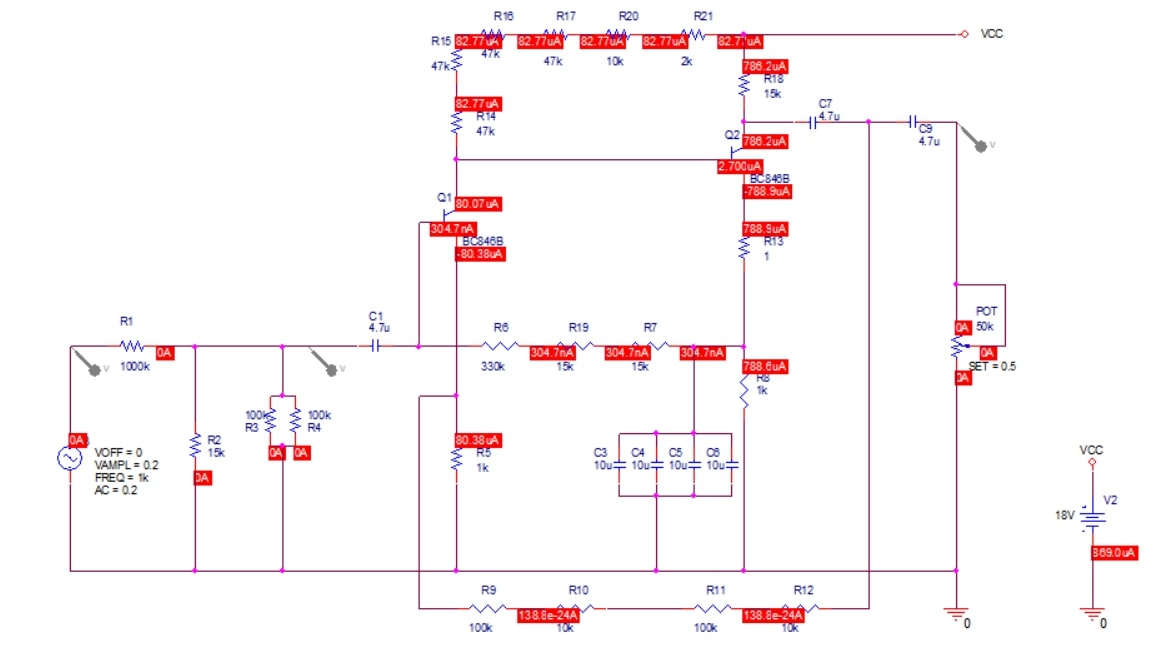 R16 R17 R20 R21
R15 82.77uA 82.77uA 82.77uA 82.77uA 82.77uA VCC
47k 47k 47k 10k 2k
786.2uA
R18
15k
82.77uA
R14
47k
C7
4.7u
C9
4.7u
V
Q2 786.2uA
2.700uA
BC846B
-788.9uA
Q1 80.07uA
304.7nA
BC846B
-80.38uA
788.9uA
R13
1
R1 C1
4.7u
R6 R19 R7
0A 304.7nA 304.7nA 304.7nA
1000k 330k 15k 15k
V V
POT
50k
0A
0A
SET = 0.5
0A
788.6uA
R8
1k
100k 100k
R3 R4
0A 0A
R2
15k
0A
0A
VOFF = 0
VAMPL = 0.2
FREQ = 1k
AC = 0.2
80.38uA
R5
1k
C3 C4 C5 C6
10u 10u 10u 10u
VCC
V2
18V
869.0uA
0
R9 R10 R11 R12
138.8e-24A 138.8e-24A
100k 10k 100k 10k
0